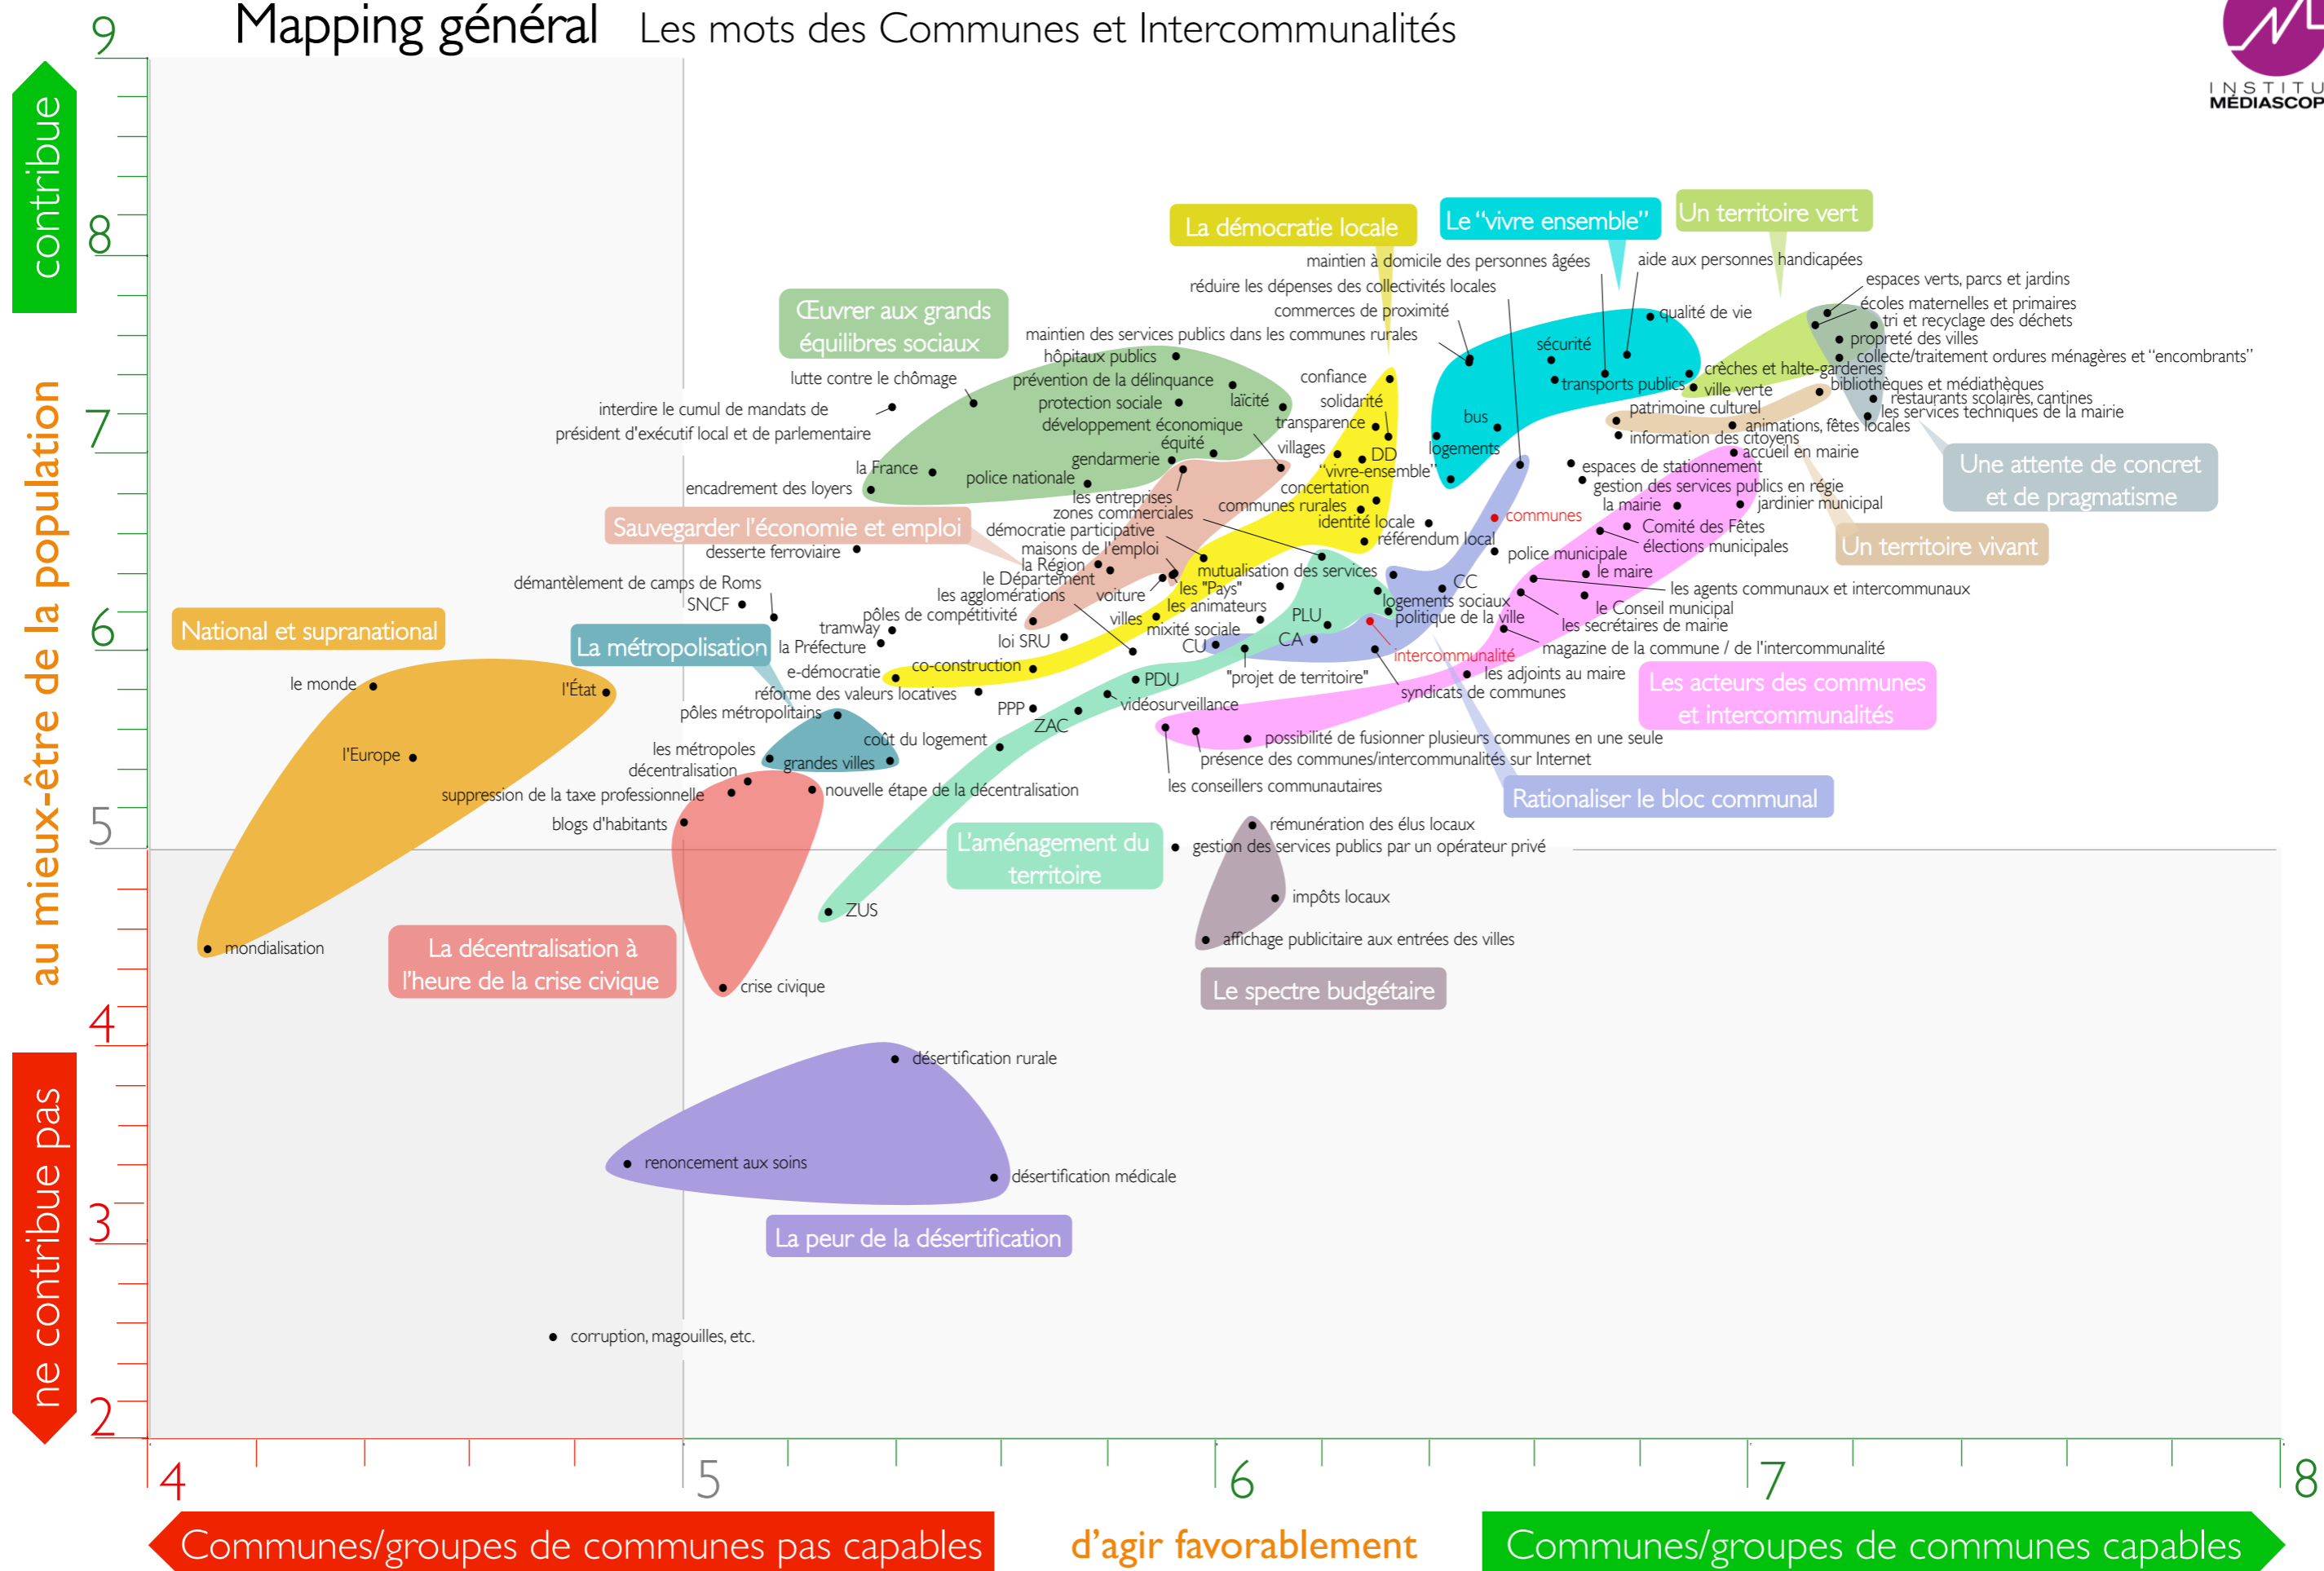 Mapping général Les mots des Communes et Intercommunalités
INSTITU
MÉDIASCOP
9
8
7
6
5
4
3
2
contribue
au mieux-être de la population
ne contribue pas
La démocratie locale
Le “vivre ensemble”
Un territoire vert
maintien à domicile des personnes âgées
aide aux personnes handicapées
réduire les dépenses des collectivités locales
espaces verts, parcs et jardins
Œuvrer aux grands
équilibres sociaux
commerces de proximité
qualité de vie
écoles maternelles et primaires
tri et recyclage des déchets
maintien des services publics dans les communes rurales
sécurité
propreté des villes
hôpitaux publics
collecte/traitement ordures ménagères et “encombrants”
lutte contre le chômage
prévention de la délinquance
confiance
transports publics
crèches et halte-garderies
bibliothèques et médiathèques
ville verte
interdire le cumul de mandats de
président d'exécutif local et de parlementaire
protection sociale
laïcité
solidarité
restaurants scolaires, cantines
patrimoine culturel
les services techniques de la mairie
développement économique
transparence
bus
animations, fêtes locales
information des citoyens
équité
villages
DD
logements
accueil en mairie
gendarmerie
la France
“vivre-ensemble”
espaces de stationnement
Une attente de concret
et de pragmatisme
police nationale
encadrement des loyers
concertation
gestion des services publics en régie
les entreprises
communes rurales
la mairie
jardinier municipal
zones commerciales
Sauvegarder l'économie et emploi
identité locale
communes
Comité des Fêtes
démocratie participative
référendum local
élections municipales
Un territoire vivant
desserte ferroviaire
maisons de l'emploi
police municipale
la Région
mutualisation des services
le maire
le Département
démantèlement de camps de Roms
les "Pays"
CC
les agents communaux et intercommunaux
les agglomérations
voiture
SNCF
logements sociaux
le Conseil municipal
pôles de compétitivité
villes
les animateurs
PLU
politique de la ville
les secrétaires de mairie
National et supranational
tramway
mixité sociale
La métropolisation
la Préfecture
loi SRU
CU
CA
magazine de la commune / de l'intercommunalité
intercommunalité
e-démocratie
co-construction
"projet de territoire"
les adjoints au maire
le monde
l'État
réforme des valeurs locatives
PDU
syndicats de communes
Les acteurs des communes
et intercommunalités
pôles métropolitains
PPP
vidéosurveillance
ZAC
coût du logement
possibilité de fusionner plusieurs communes en une seule
l'Europe
les métropoles
grandes villes
présence des communes/intercommunalités sur Internet
décentralisation
les conseillers communautaires
suppression de la taxe professionnelle
nouvelle étape de la décentralisation
Rationaliser le bloc communal
blogs d'habitants
rémunération des élus locaux
L'aménagement du
territoire
gestion des services publics par un opérateur privé
impôts locaux
ZUS
affichage publicitaire aux entrées des villes
mondialisation
La décentralisation à
l'heure de la crise civique
crise civique
Le spectre budgétaire
désertification rurale
renoncement aux soins
désertification médicale
La peur de la désertification
corruption, magouilles, etc.
4
5
6
7
8
Communes/groupes de communes pas capables
d'agir favorablement
Communes/groupes de communes capables